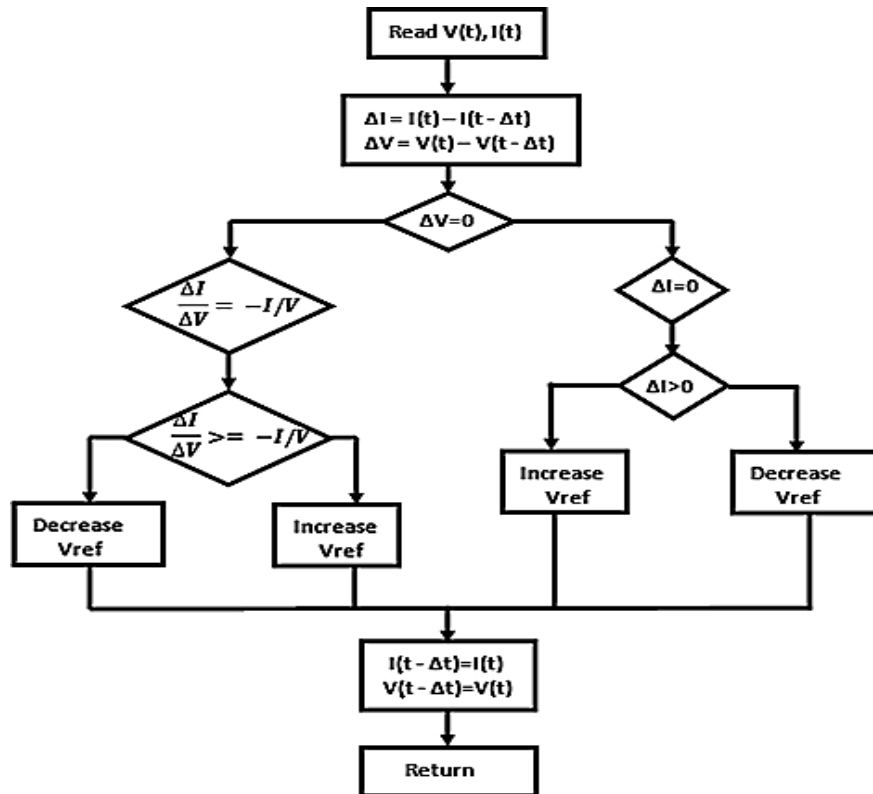 Read V(t), I(t)
ΔI = I(t) – I(t - Δt)
ΔV = V(t) – V(t - Δt)
ΔV=0
ΔI/ΔV = -I/V
ΔI=0
ΔI>0
ΔI/ΔV >= -I/V
Increase
Vref
Decrease
Vref
Decrease
Vref
Increase
Vref
I(t - Δt)=I(t)
V(t - Δt)=V(t)
Return